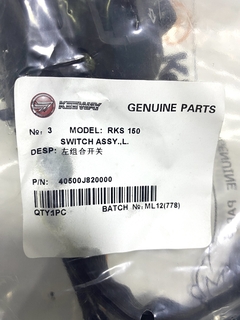 KEEWAY GENUINE PARTS
No: 3 MODEL: RKS 150
SWITCH ASSY.,L.
DESP: 左组合开关
P/N: 40500J820000
QTY:1PC BATCH No: ML12(778)